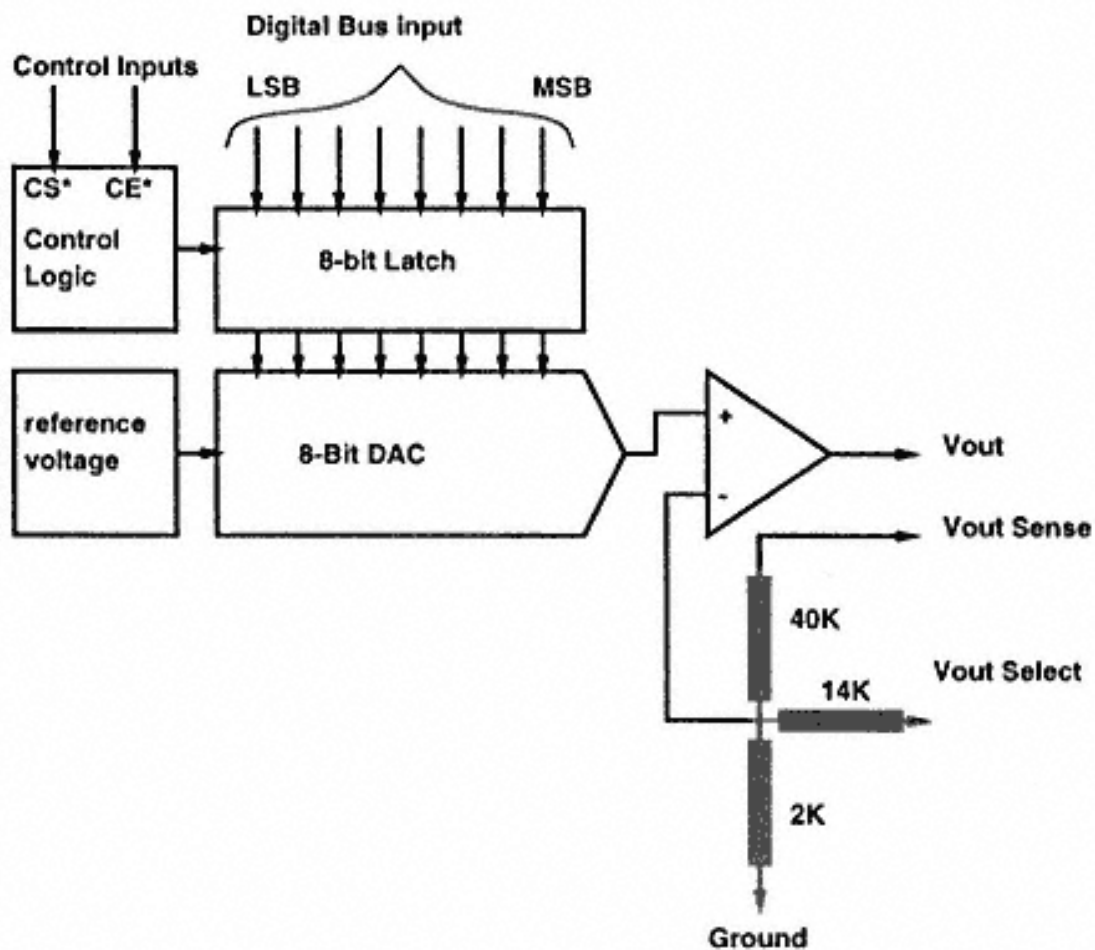 Digital Bus input
Control Inputs
LSB
MSB
CS*
CE*
Control
Logic
8-bit Latch
reference
voltage
8-Bit DAC
+
-
Vout
Vout Sense
40K
Vout Select
14K
2K
Ground